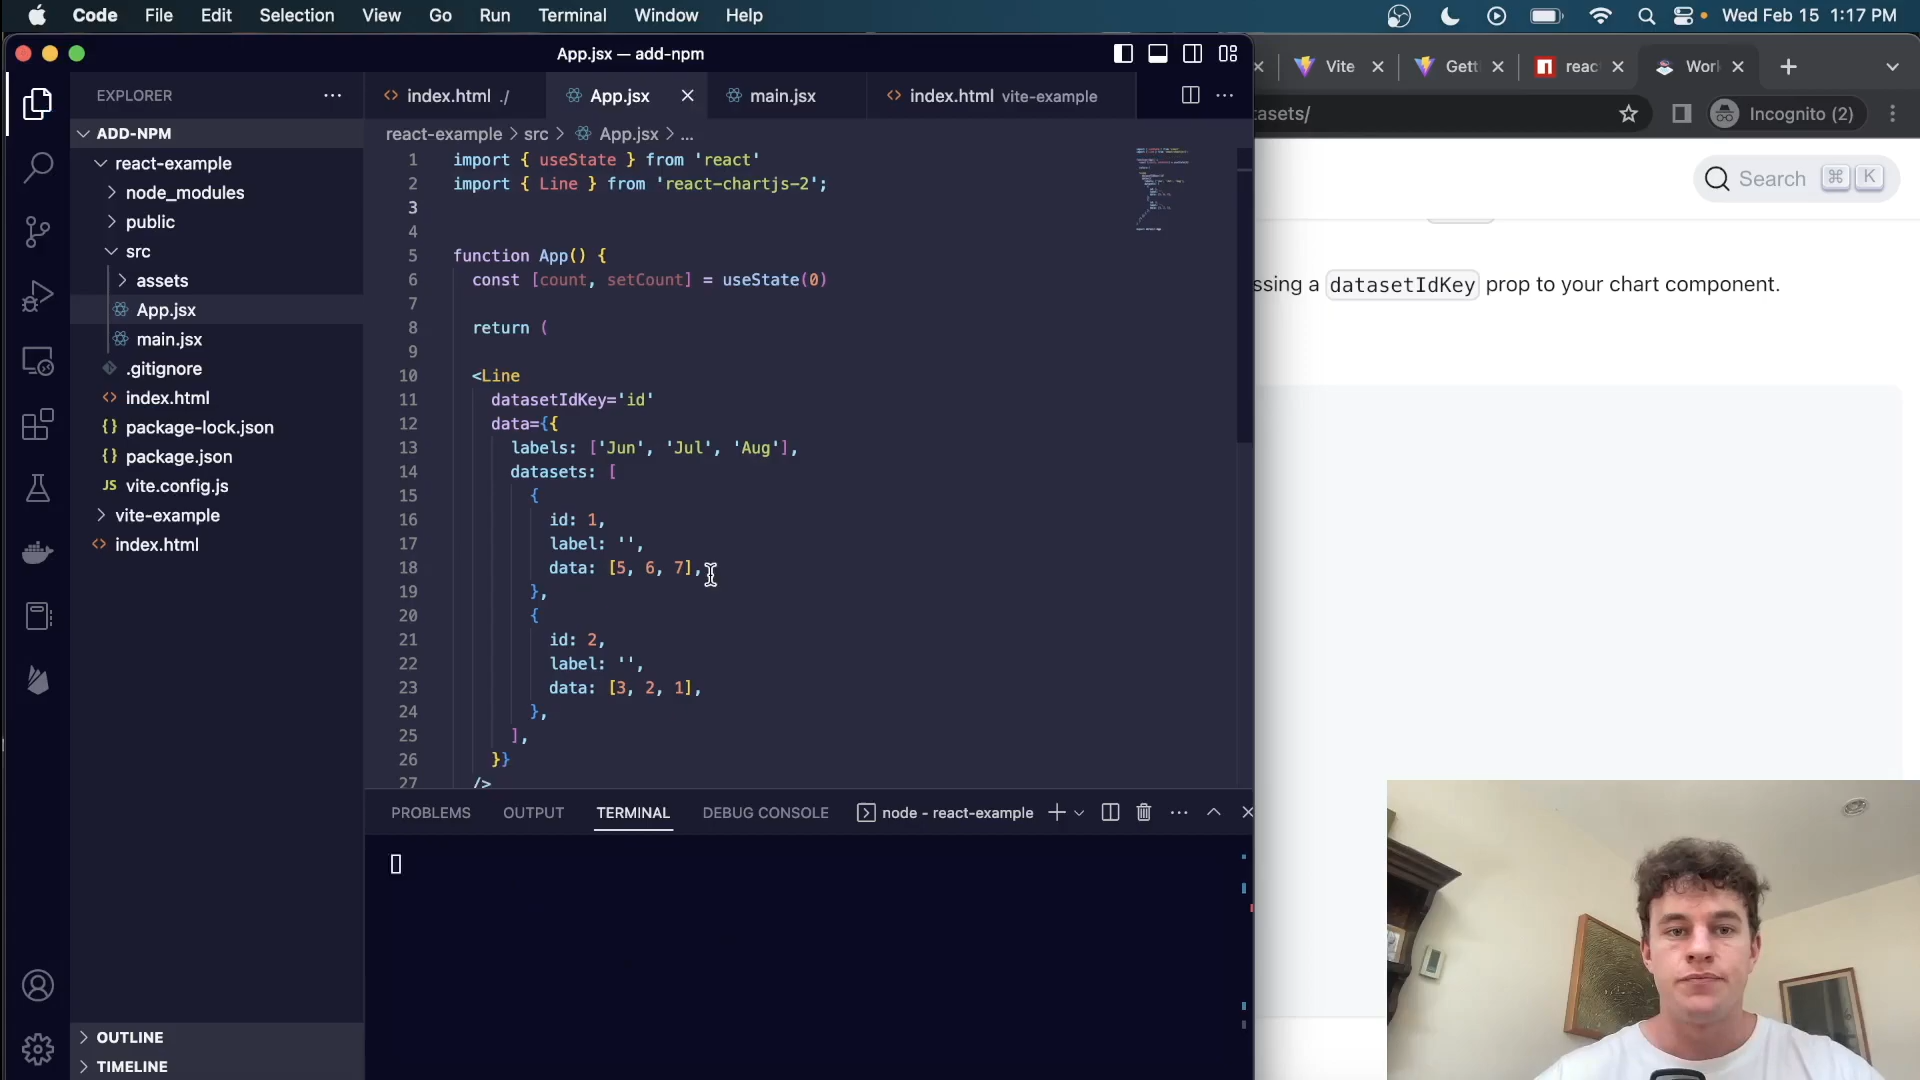 Code File Edit Selection View Go Run Terminal Window Help
Wed Feb 15 1:17 PM
App.jsx — add-npm
Vite
Gett
reac
Wor
EXPLORER
index.html ./
App.jsx
main.jsx
index.html vite-example
asets/
Incognito (2)
ADD-NPM
react-example > src > App.jsx > ...
react-example
node_modules
public
src
assets
App.jsx
main.jsx
.gitignore
index.html
package-lock.json
package.json
JS vite.config.js
vite-example
index.html
1 import { useState } from 'react'
2 import { Line } from 'react-chartjs-2';
3
4
5 function App() {
6 const [count, setCount] = useState(0)
7
8 return (
9
10 <Line
11 datasetIdKey='id'
12 data={{
13 labels: ['Jun', 'Jul', 'Aug'],
14 datasets: [
15 {
16 id: 1,
17 label: '',
18 data: [5, 6, 7],
19 },
20 {
21 id: 2,
22 label: '',
23 data: [3, 2, 1],
24 },
25 ],
26 }}
27 />
Search ⌘ K
ssing a datasetIdKey prop to your chart component.
PROBLEMS OUTPUT TERMINAL DEBUG CONSOLE
node - react-example
OUTLINE
TIMELINE